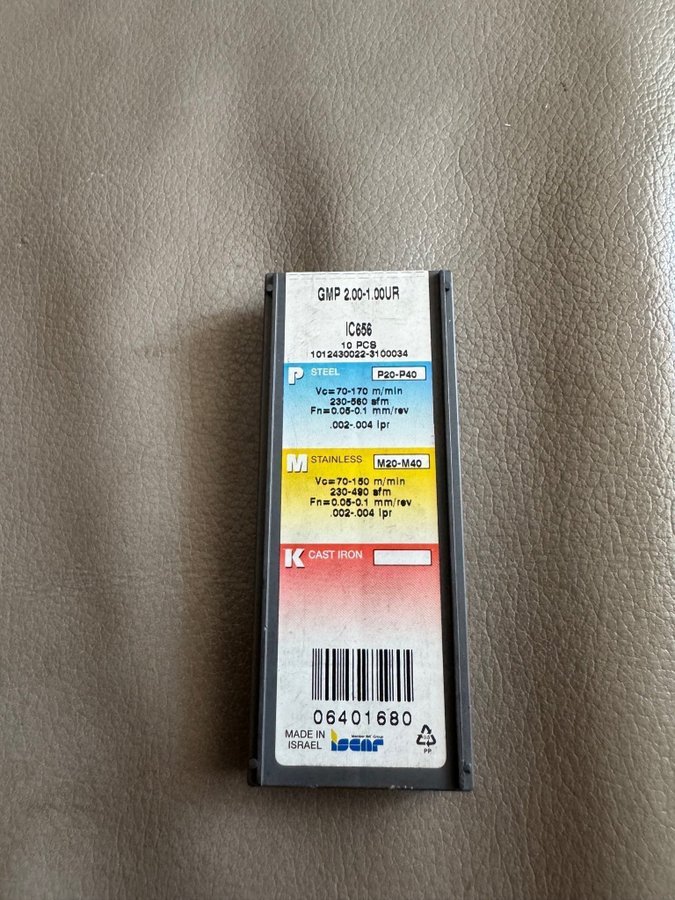 GMP 2.00-1.00UR
IC656
10 PCS
1012430022-3100034
P STEEL P20-P40
Vc=70-170 m/min
230-560 sfm
Fn=0.05-0.1 mm/rev
.002-.004 ipr
M STAINLESS M20-M40
Vc=70-150 m/min
230-490 sfm
Fn=0.05-0.1 mm/rev
.002-.004 ipr
K CAST IRON
06401680
MADE IN
ISRAEL
Member IMC Group
iscar
PP